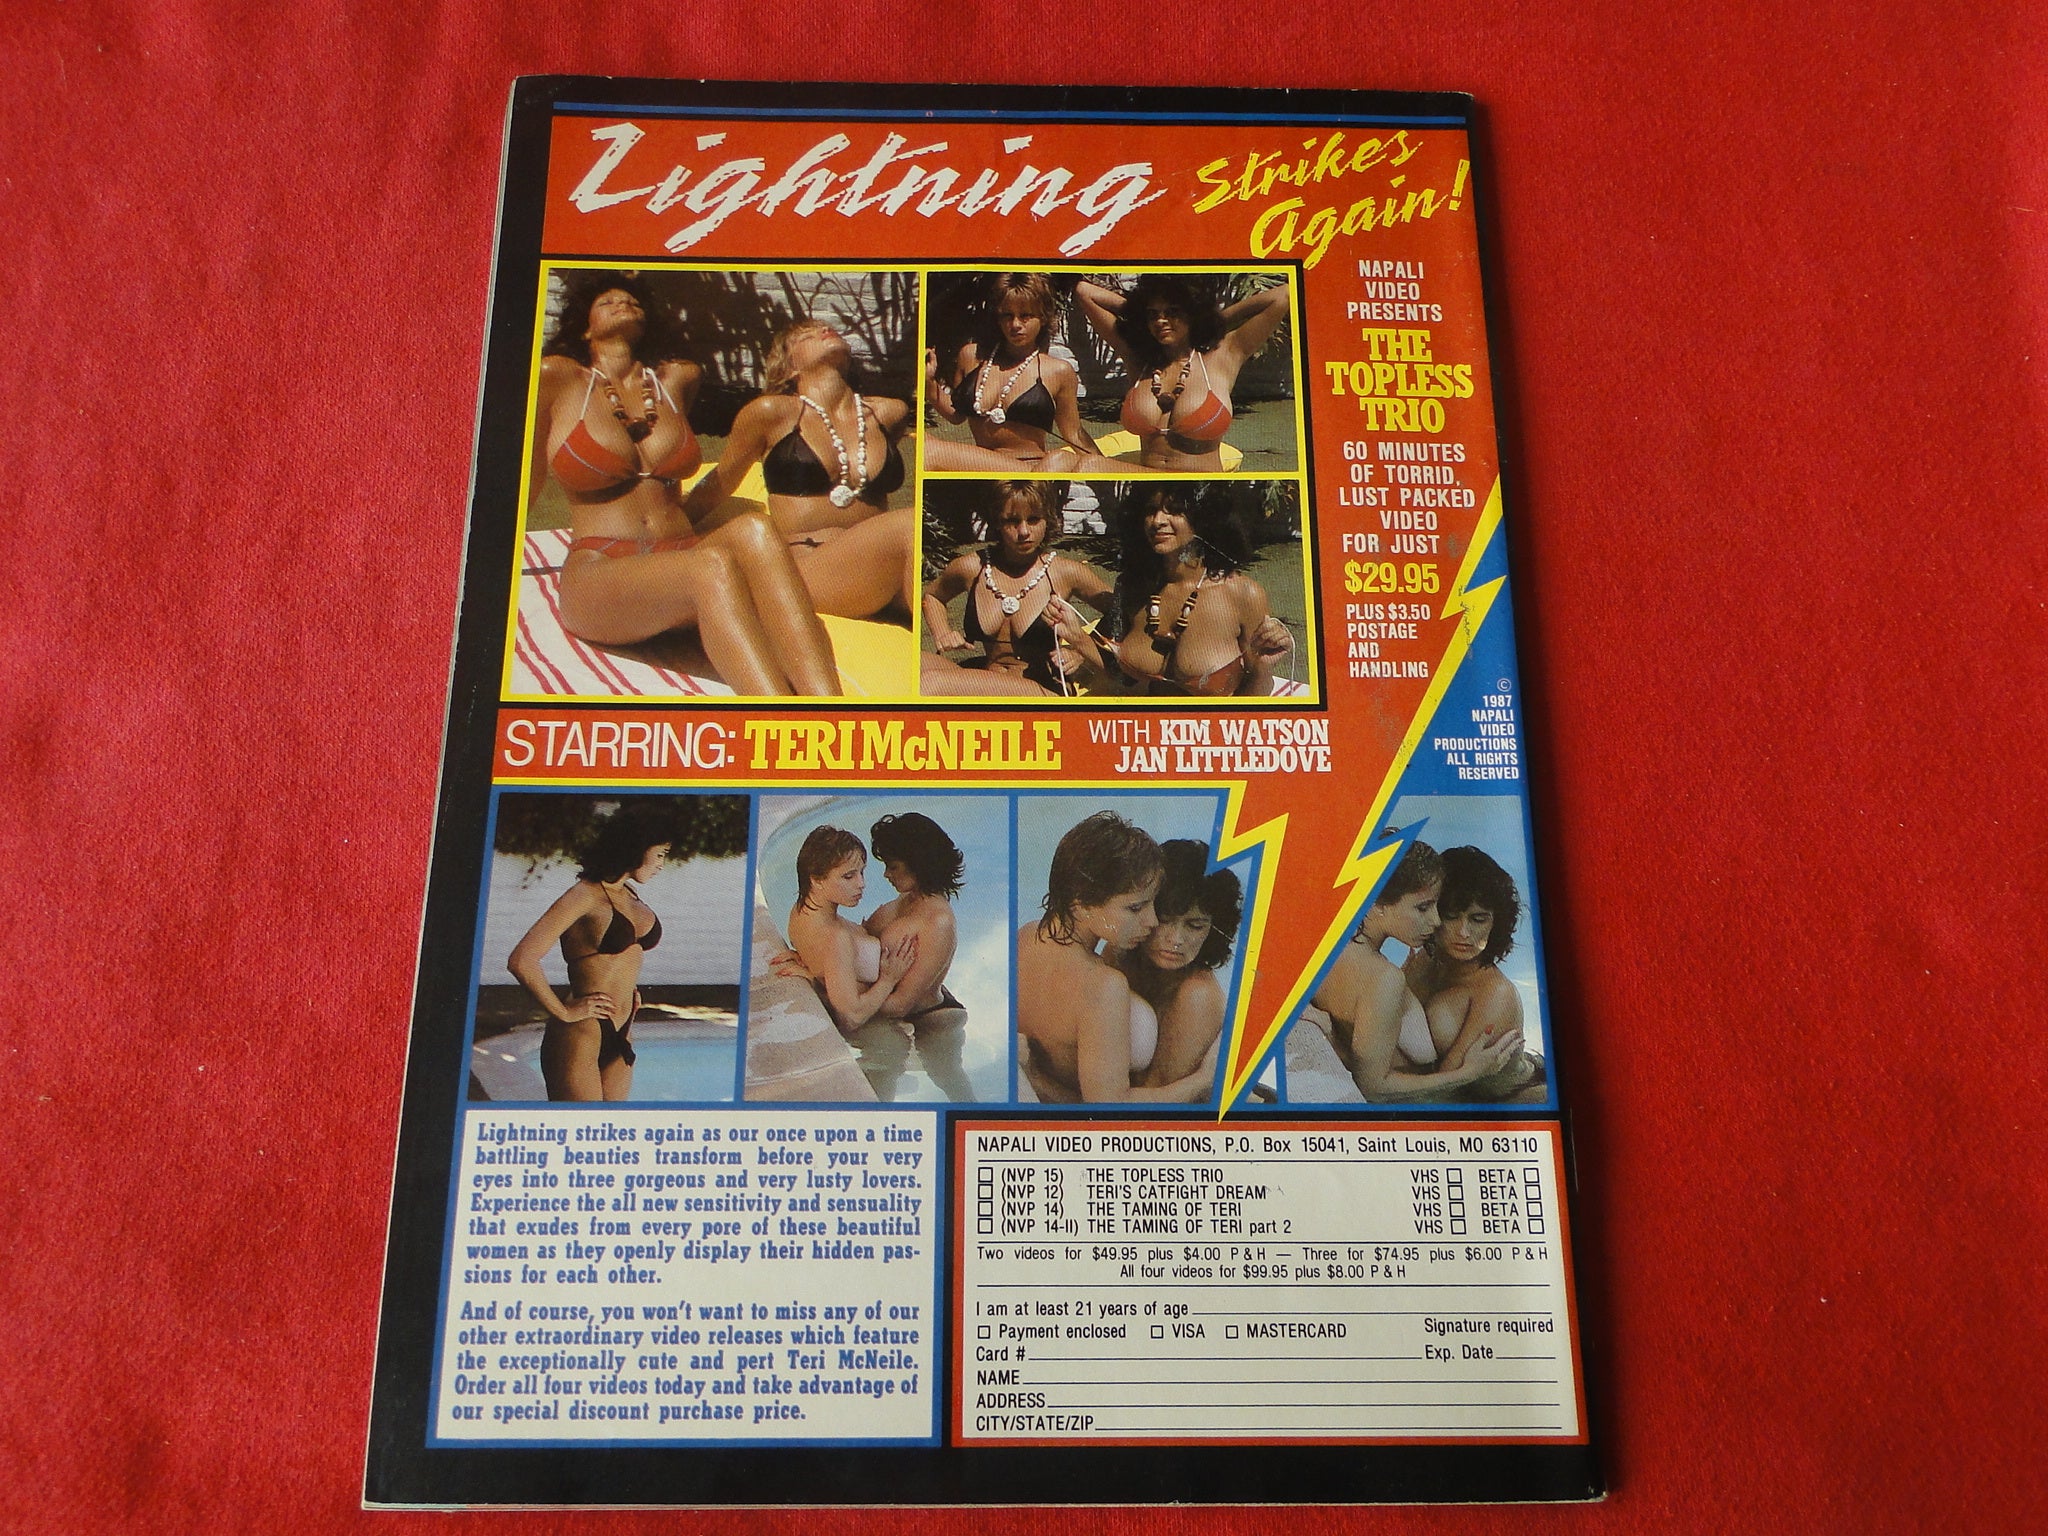 Lightning Strikes
Again!
NAPALI
VIDEO
PRESENTS
THE
TOPLESS
TRIO
60 MINUTES
OF TORRID,
LUST PACKED
VIDEO
FOR JUST
$29.95
PLUS $3.50
POSTAGE
AND
HANDLING
©
1987
NAPALI
VIDEO
PRODUCTIONS
ALL RIGHTS
RESERVED
STARRING: TERI McNEILE WITH KIM WATSON
JAN LITTLEDOVE
Lightning strikes again as our once upon a time
battling beauties transform before your very
eyes into three gorgeous and very lusty lovers.
Experience the all new sensitivity and sensuality
that exudes from every pore of these beautiful
women as they openly display their hidden pas-
sions for each other.
And of course, you won't want to miss any of our
other extraordinary video releases which feature
the exceptionally cute and pert Teri McNeile.
Order all four videos today and take advantage of
our special discount purchase price.
NAPALI VIDEO PRODUCTIONS, P.O. Box 15041, Saint Louis, MO 63110
(NVP 15) THE TOPLESS TRIO VHS BETA
(NVP 12) TERI'S CATFIGHT DREAM VHS BETA
(NVP 14) THE TAMING OF TERI VHS BETA
(NVP 14-II) THE TAMING OF TERI part 2 VHS BETA
Two videos for $49.95 plus $4.00 P & H — Three for $74.95 plus $6.00 P & H
All four videos for $99.95 plus $8.00 P & H
I am at least 21 years of age
Signature required
Payment enclosed VISA MASTERCARD
Card # Exp. Date
NAME
ADDRESS
CITY/STATE/ZIP